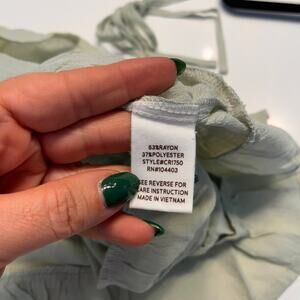 63%RAYON
37%POLYESTER
STYLE#CR1750
RN#104403
SEE REVERSE FOR
CARE INSTRUCTION
MADE IN VIETNAM